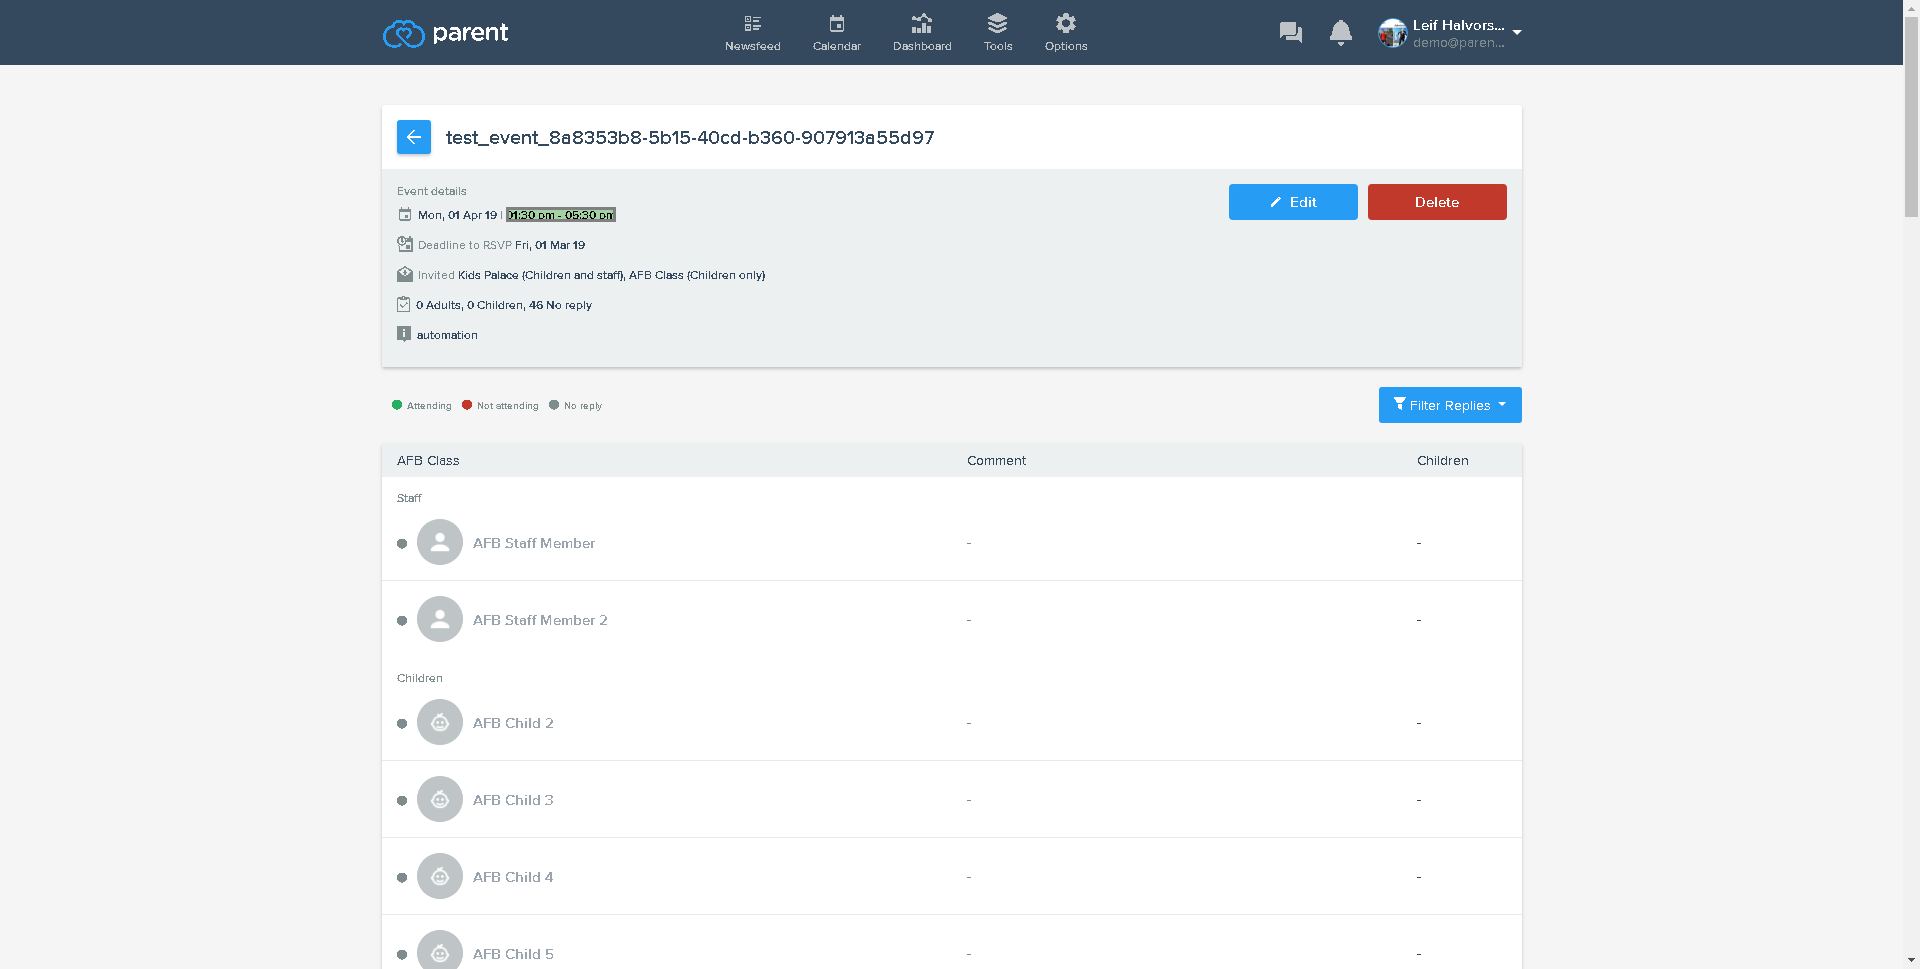 parent
Newsfeed Calendar Dashboard Tools Options
Leif Halvors...
demo@paren...
test_event_8a8353b8-5b15-40cd-b360-907913a55d97
Event details
Edit Delete
Mon, 01 Apr 19 | 01:30 pm - 05:30 pm
Deadline to RSVP Fri, 01 Mar 19
Invited Kids Palace (Children and staff), AFB Class (Children only)
0 Adults, 0 Children, 46 No reply
automation
Attending Not attending No reply
Filter Replies
AFB Class Comment Children
Staff
AFB Staff Member - -
AFB Staff Member 2 - -
Children
AFB Child 2 - -
AFB Child 3 - -
AFB Child 4 - -
AFB Child 5 - -